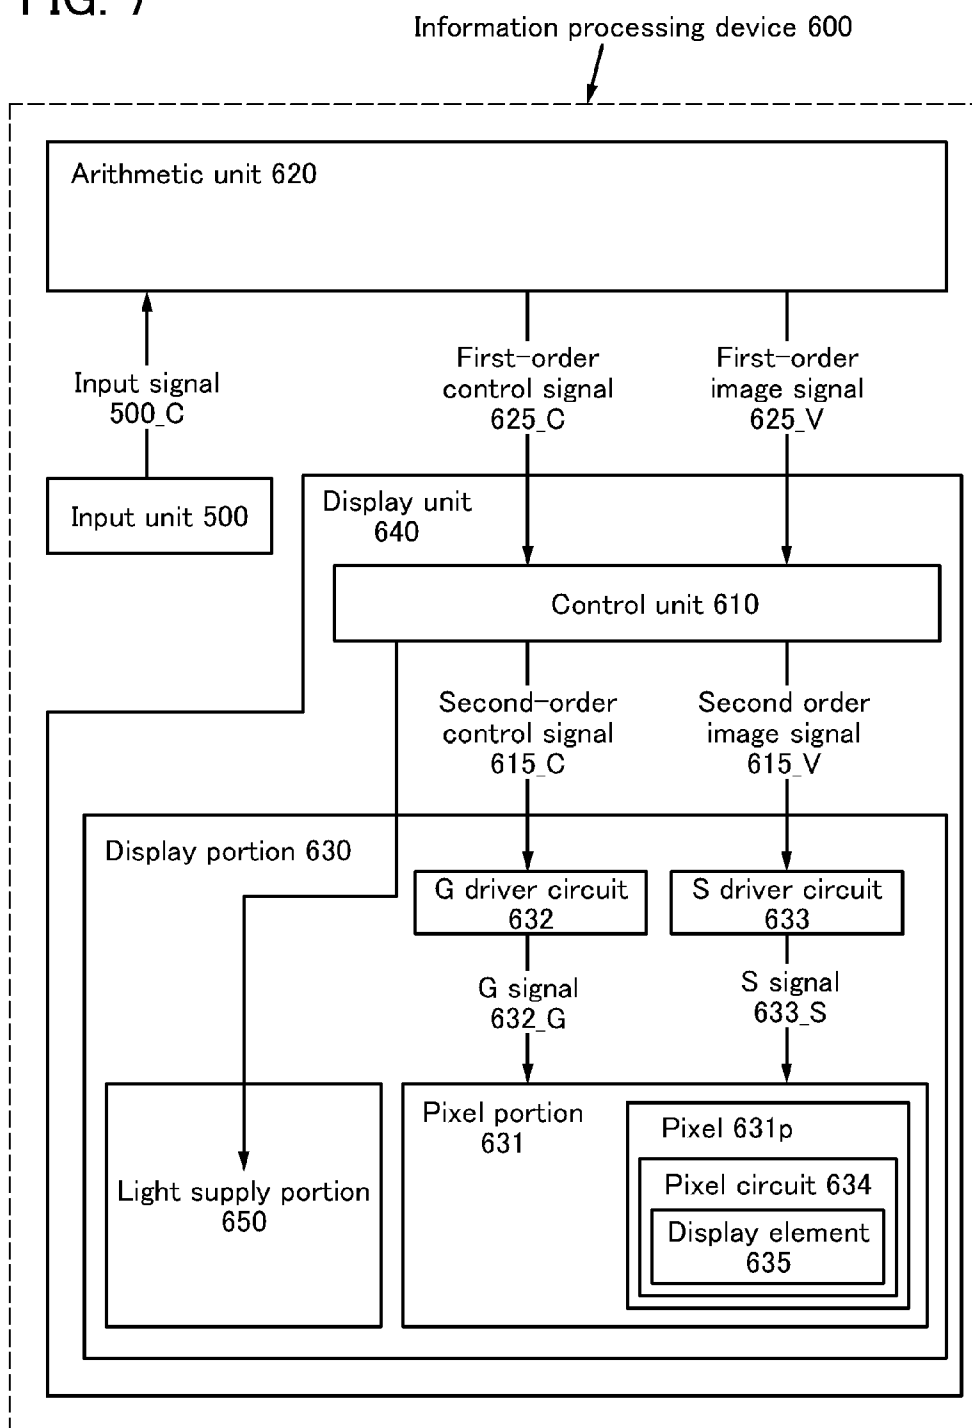 FIG. 7
Information processing device 600
Arithmetic unit 620
Input signal
500_C
First-order
control signal
625_C
First-order
image signal
625_V
Input unit 500
Display unit
640
Control unit 610
Second-order
control signal
615_C
Second order
image signal
615_V
Display portion 630
G driver circuit
632
S driver circuit
633
G signal
632_G
S signal
633_S
Light supply portion
650
Pixel portion
631
Pixel 631p
Pixel circuit 634
Display element
635